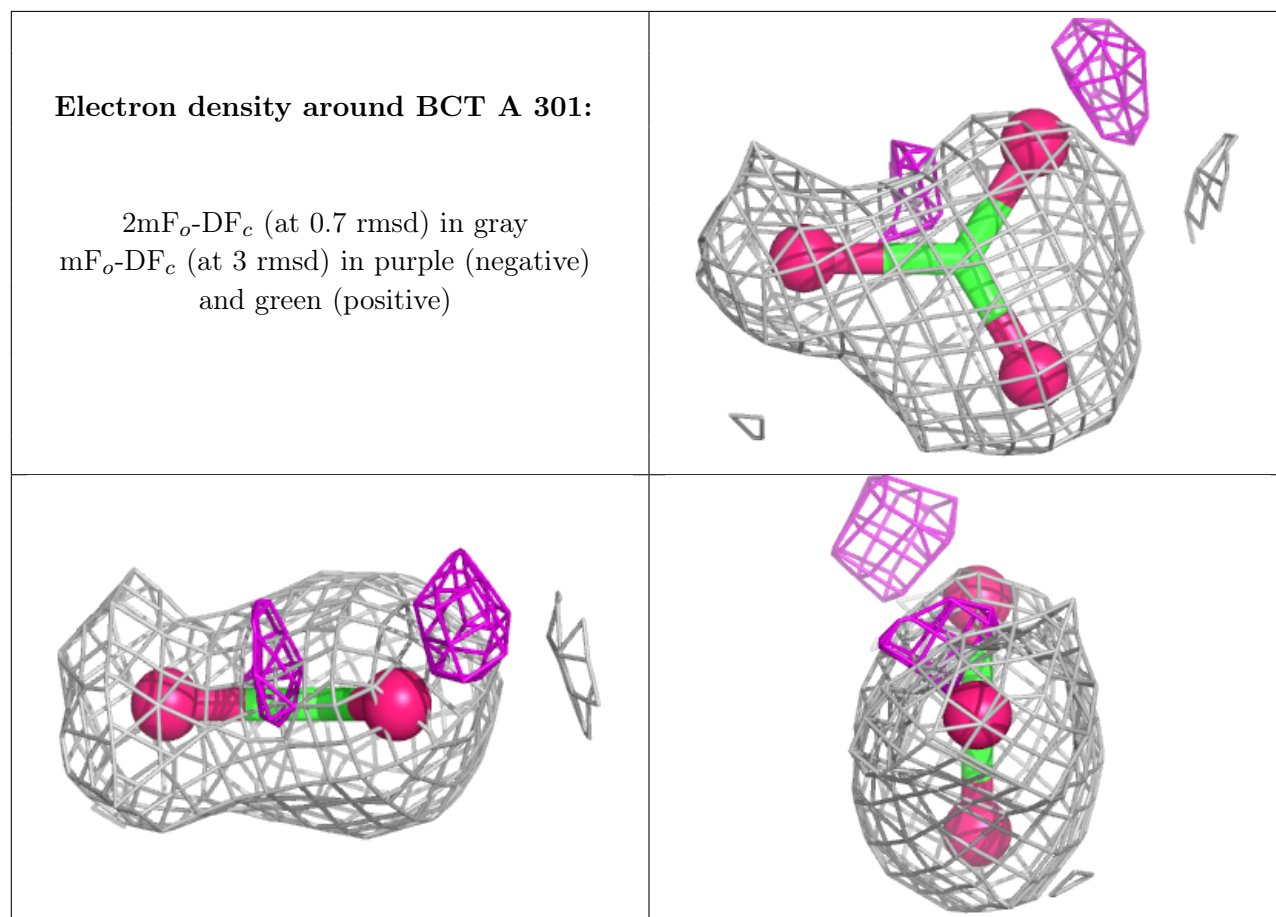 Electron density around BCT A 301:
2mFo-DFc (at 0.7 rmsd) in gray
mFo-DFc (at 3 rmsd) in purple (negative)
and green (positive)